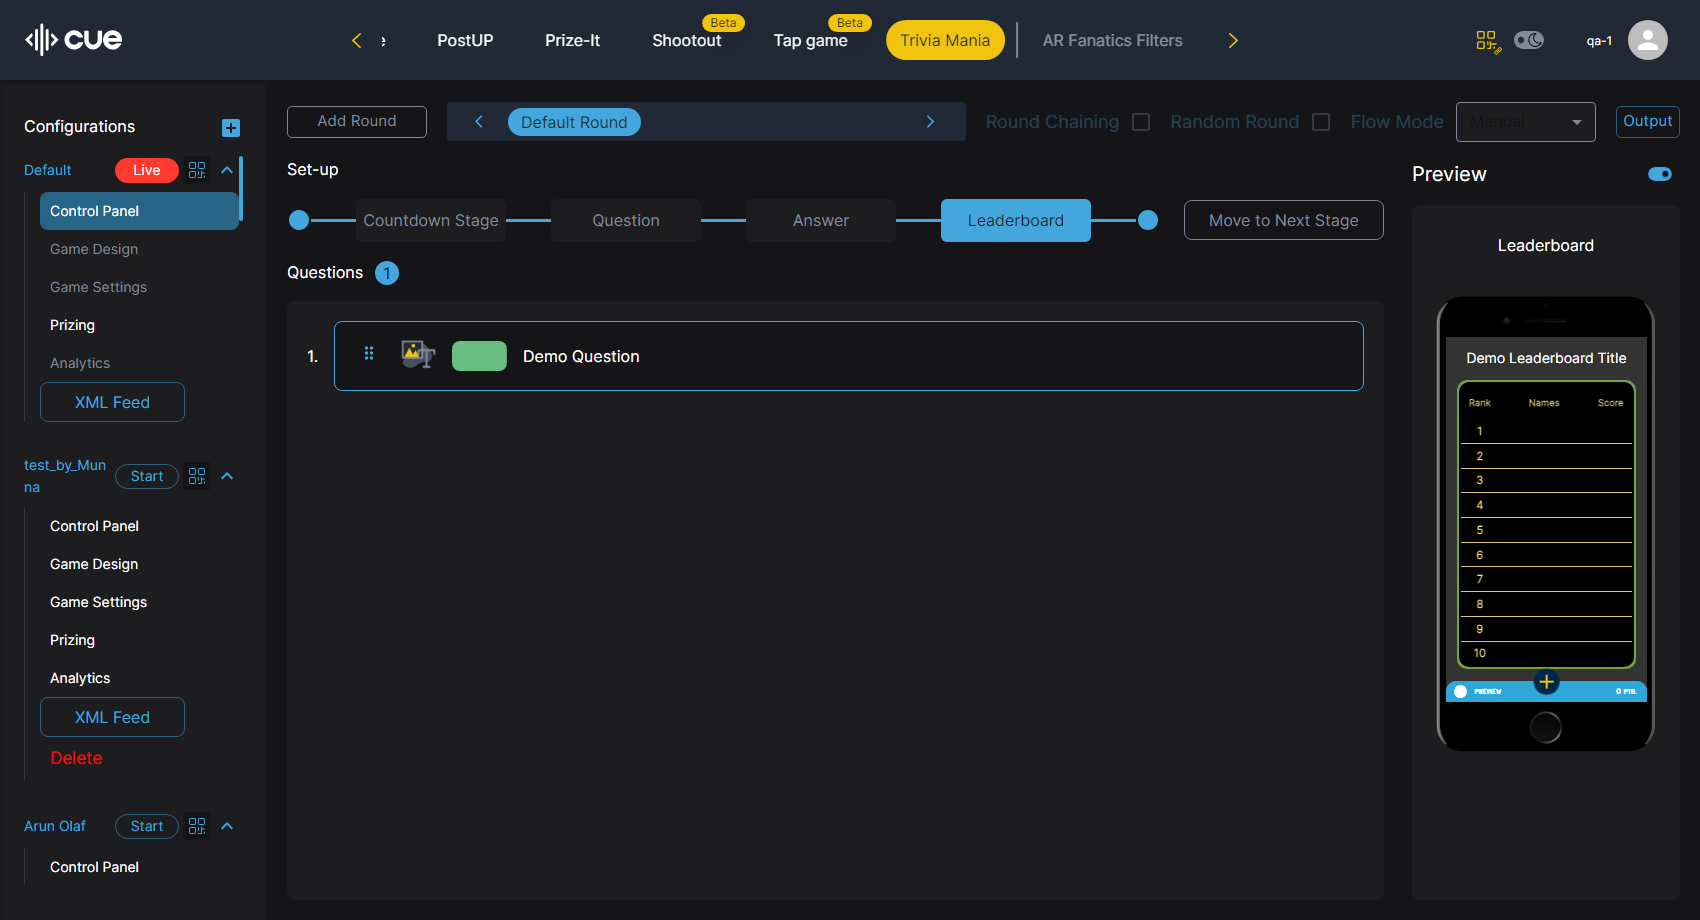 cue
e
PostUP
Prize-It
Beta
Shootout
Beta
Tap game
Trivia Mania
AR Fanatics Filters
qa-1
Configurations
Default
Live
Control Panel
Game Design
Game Settings
Prizing
Analytics
XML Feed
test_by_Mun
na
Start
Control Panel
Game Design
Game Settings
Prizing
Analytics
XML Feed
Delete
Arun Olaf
Start
Control Panel
Add Round
Default Round
Round Chaining
Random Round
Flow Mode
Manual
Output
Set-up
Countdown Stage
Question
Answer
Leaderboard
Move to Next Stage
Questions 1
1.
Demo Question
Preview
Leaderboard
Demo Leaderboard Title
Rank Names Score
1
2
3
4
5
6
7
8
9
10
PREVIEW
0 PTS.